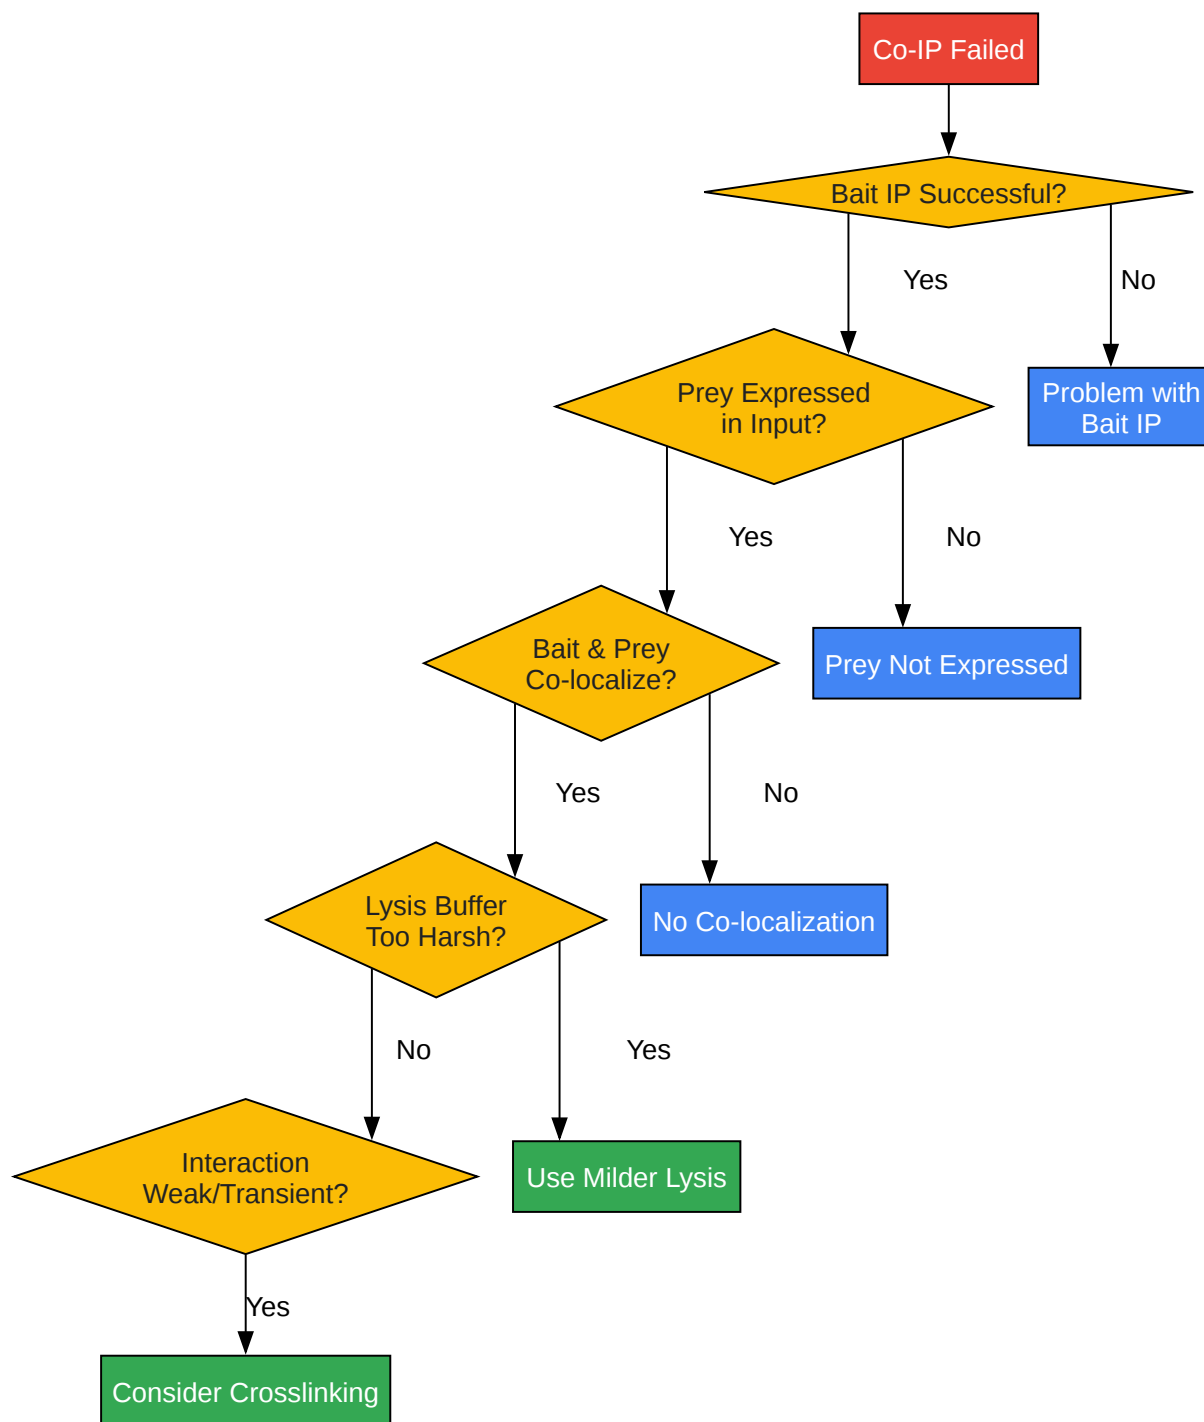 Co-IP Failed
Bait IP Successful?
Yes
No
Prey Expressed
in Input?
Problem with
Bait IP
Yes
No
Bait & Prey
Co-localize?
Prey Not Expressed
Yes
No
Lysis Buffer
Too Harsh?
No Co-localization
No
Yes
Interaction
Weak/Transient?
Use Milder Lysis
Yes
Consider Crosslinking